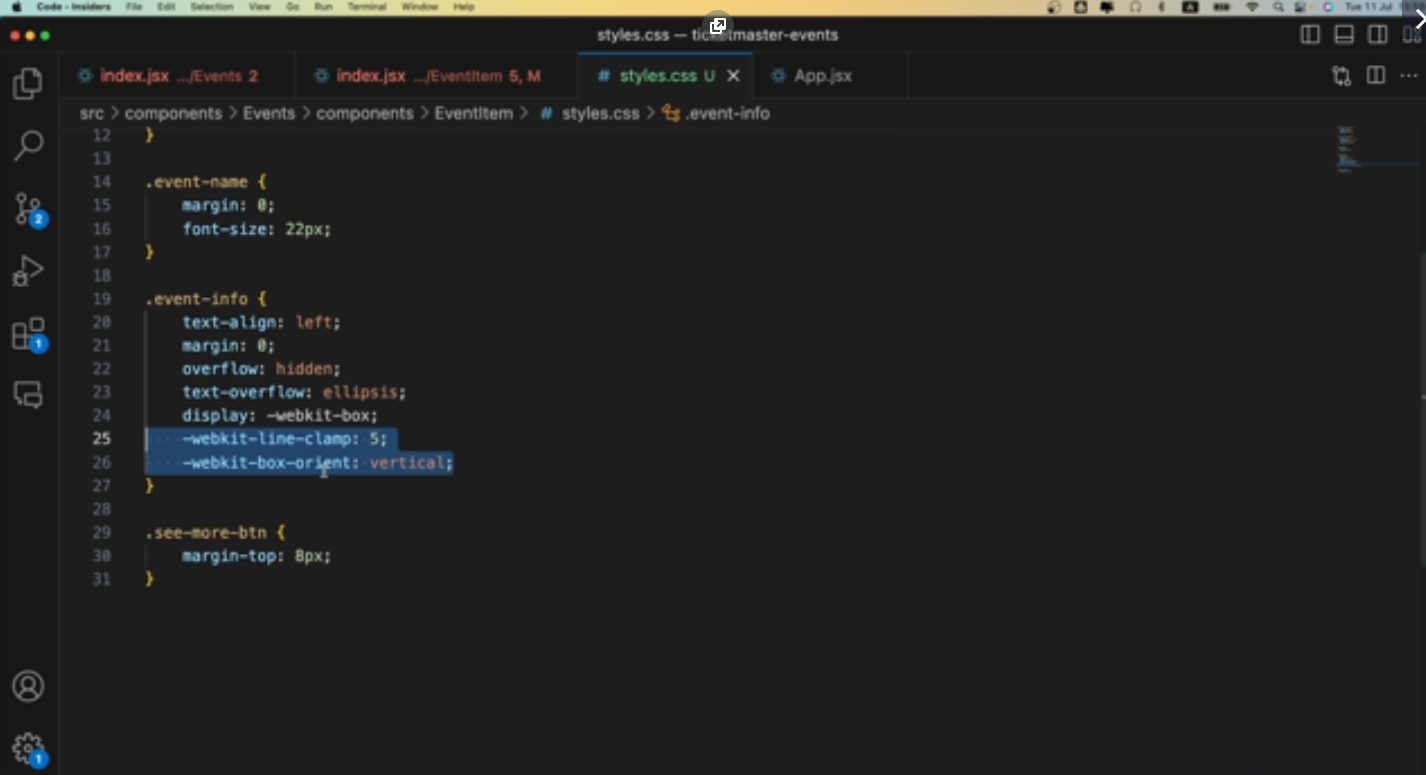 Code - Insiders File Edit Selection View Go Run Terminal Window Help Tue 11 Jul
styles.css — ticketmaster-events
index.jsx .../Events 2 index.jsx .../EventItem 5, M # styles.css U App.jsx
src > components > Events > components > EventItem > # styles.css > .event-info
12 }
13
14 .event-name {
15 margin: 0;
16 font-size: 22px;
17 }
18
19 .event-info {
20 text-align: left;
21 margin: 0;
22 overflow: hidden;
23 text-overflow: ellipsis;
24 display: -webkit-box;
25 -webkit-line-clamp: 5;
26 -webkit-box-orient: vertical;
27 }
28
29 .see-more-btn {
30 margin-top: 8px;
31 }
2
1
1